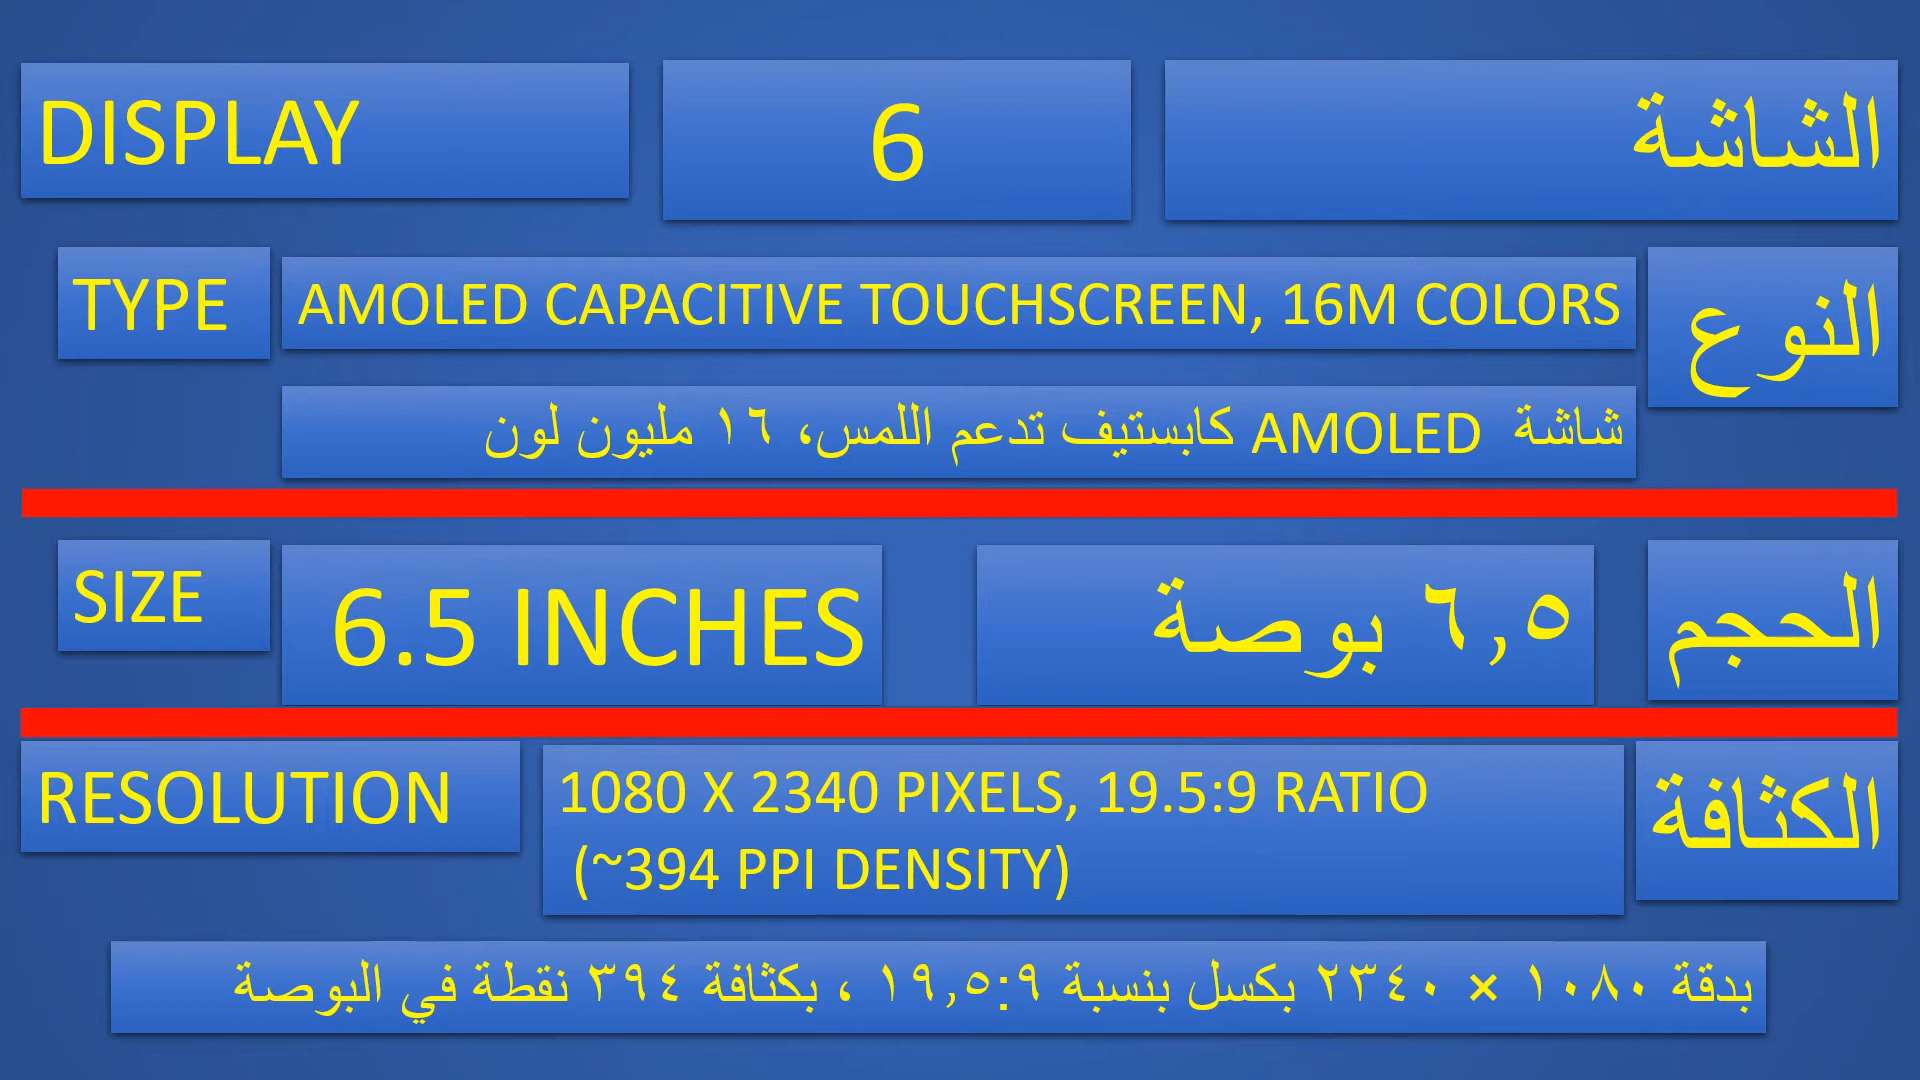 DISPLAY
6
الشاشة
TYPE
AMOLED CAPACITIVE TOUCHSCREEN, 16M COLORS
النوع
شاشة AMOLED كابستيف تدعم اللمس، ١٦ مليون لون
SIZE
6.5 INCHES
٦,٥ بوصة
الحجم
RESOLUTION
1080 X 2340 PIXELS, 19.5:9 RATIO
(~394 PPI DENSITY)
الكثافة
بدقة ١٠٨٠ × ٢٣٤٠ بكسل بنسبة ١٩,٥:٩ ، بكثافة ٣٩٤ نقطة في البوصة